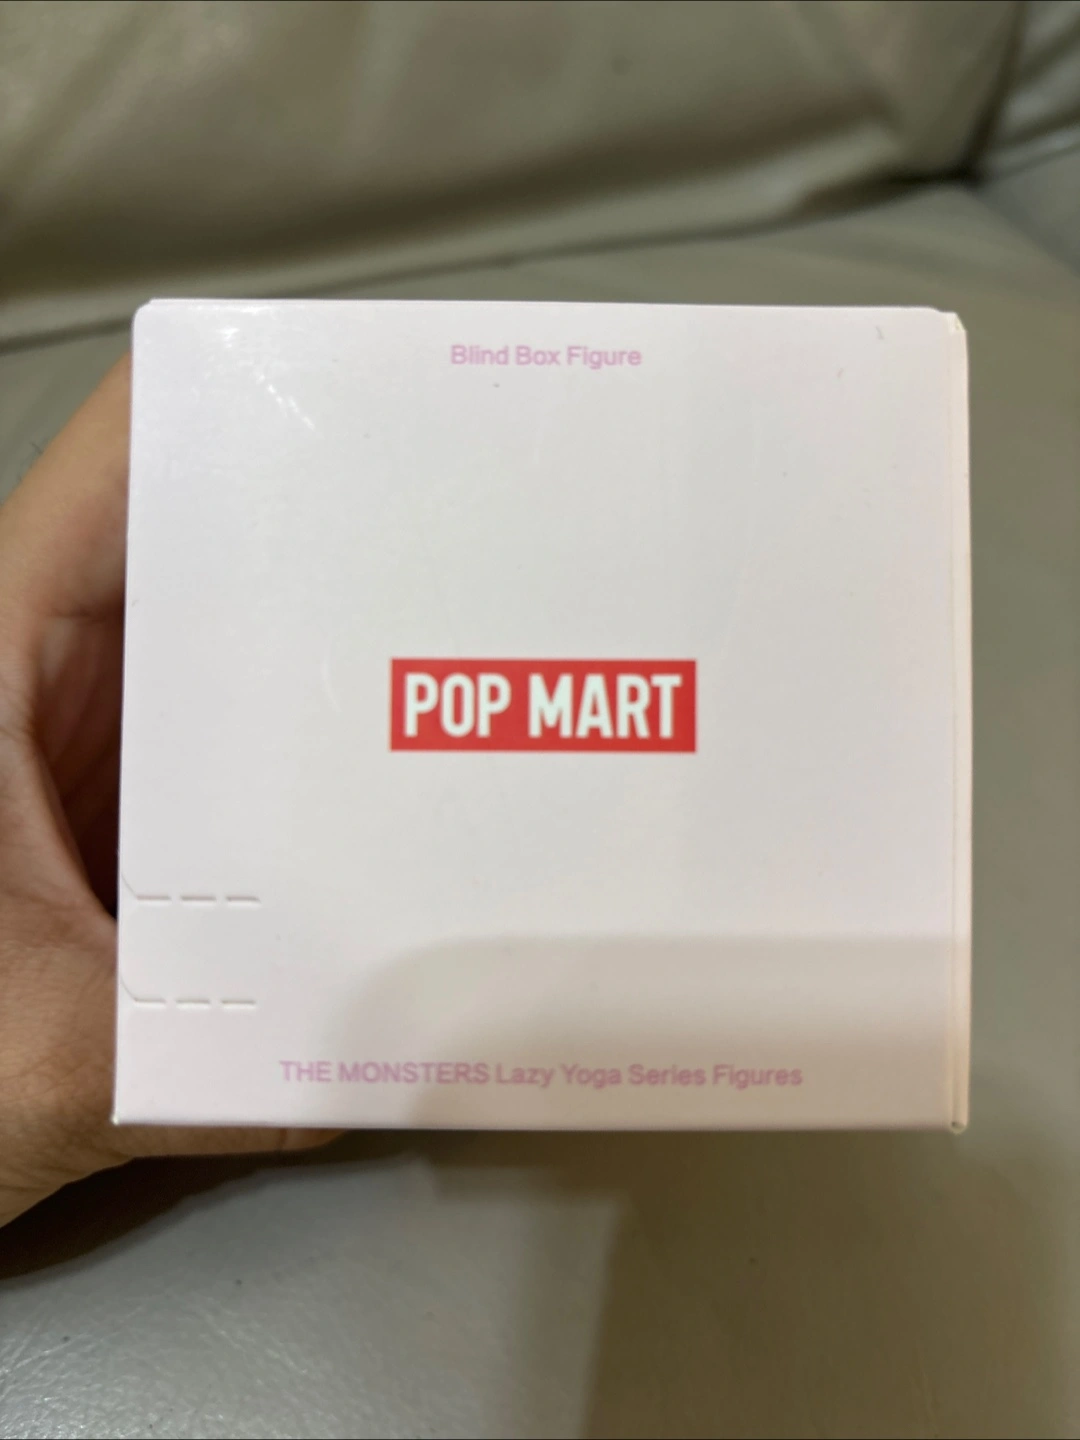 Blind Box Figure
POP MART
THE MONSTERS Lazy Yoga Series Figures